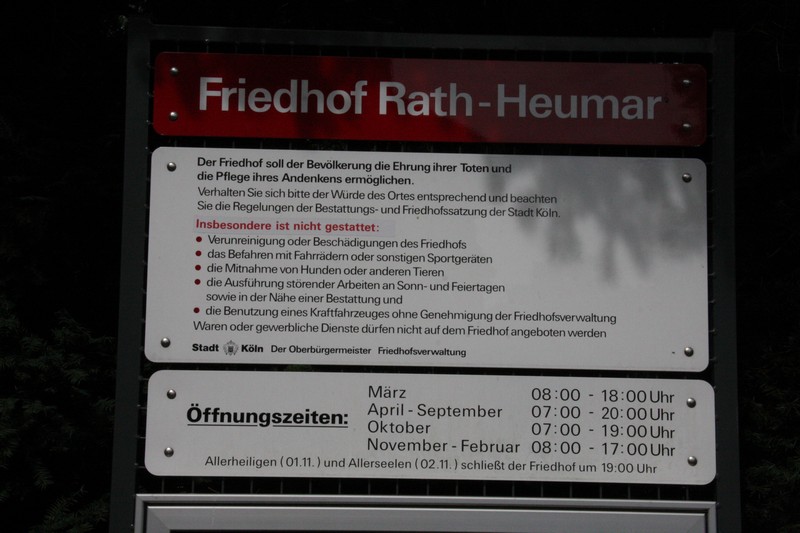 Friedhof Rath-Heumar
Der Friedhof soll der Bevölkerung die Ehrung ihrer Toten und
die Pflege ihres Andenkens ermöglichen.
Verhalten Sie sich bitte der Würde des Ortes entsprechend und beachten
Sie die Regelungen der Bestattungs- und Friedhofssatzung der Stadt Köln.
Insbesondere ist nicht gestattet:
• Verunreinigung oder Beschädigungen des Friedhofs
• das Befahren mit Fahrrädern oder sonstigen Sportgeräten
• die Mitnahme von Hunden oder anderen Tieren
• die Ausführung störender Arbeiten an Sonn- und Feiertagen
sowie in der Nähe einer Bestattung und
• die Benutzung eines Kraftfahrzeuges ohne Genehmigung der Friedhofsverwaltung
Waren oder gewerbliche Dienste dürfen nicht auf dem Friedhof angeboten werden
Stadt Köln Der Oberbürgermeister Friedhofsverwaltung
Öffnungszeiten:
März 08:00 - 18:00 Uhr
April - September 07:00 - 20:00 Uhr
Oktober 07:00 - 19:00 Uhr
November - Februar 08:00 - 17:00 Uhr
Allerheiligen (01.11.) und Allerseelen (02.11.) schließt der Friedhof um 19:00 Uhr